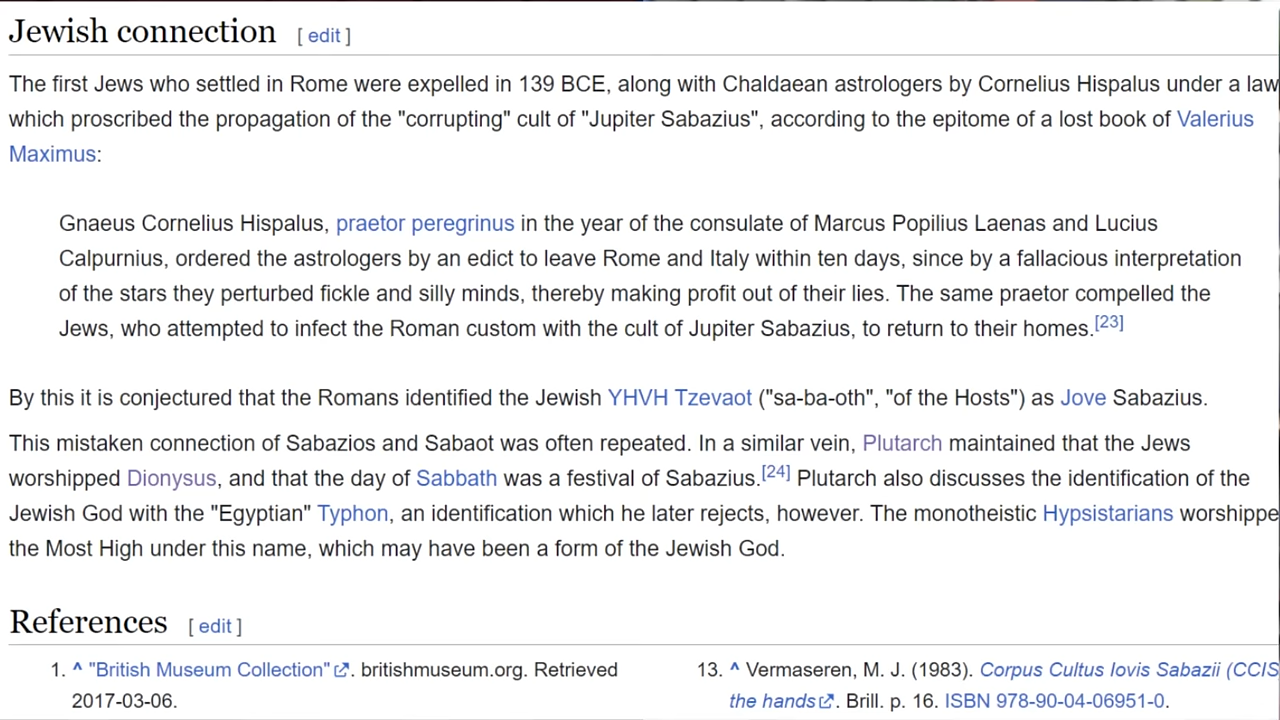 Jewish connection [ edit ]
The first Jews who settled in Rome were expelled in 139 BCE, along with Chaldaean astrologers by Cornelius Hispalus under a law
which proscribed the propagation of the "corrupting" cult of "Jupiter Sabazius", according to the epitome of a lost book of Valerius
Maximus:
Gnaeus Cornelius Hispalus, praetor peregrinus in the year of the consulate of Marcus Popilius Laenas and Lucius
Calpurnius, ordered the astrologers by an edict to leave Rome and Italy within ten days, since by a fallacious interpretation
of the stars they perturbed fickle and silly minds, thereby making profit out of their lies. The same praetor compelled the
Jews, who attempted to infect the Roman custom with the cult of Jupiter Sabazius, to return to their homes.[23]
By this it is conjectured that the Romans identified the Jewish YHVH Tzevaot ("sa-ba-oth", "of the Hosts") as Jove Sabazius.
This mistaken connection of Sabazios and Sabaot was often repeated. In a similar vein, Plutarch maintained that the Jews
worshipped Dionysus, and that the day of Sabbath was a festival of Sabazius.[24] Plutarch also discusses the identification of the
Jewish God with the "Egyptian" Typhon, an identification which he later rejects, however. The monotheistic Hypsistarians worshippe
the Most High under this name, which may have been a form of the Jewish God.
References [ edit ]
1. ^ "British Museum Collection". britishmuseum.org. Retrieved
2017-03-06.
13. ^ Vermaseren, M. J. (1983). Corpus Cultus Iovis Sabazii (CCIS
the hands. Brill. p. 16. ISBN 978-90-04-06951-0.